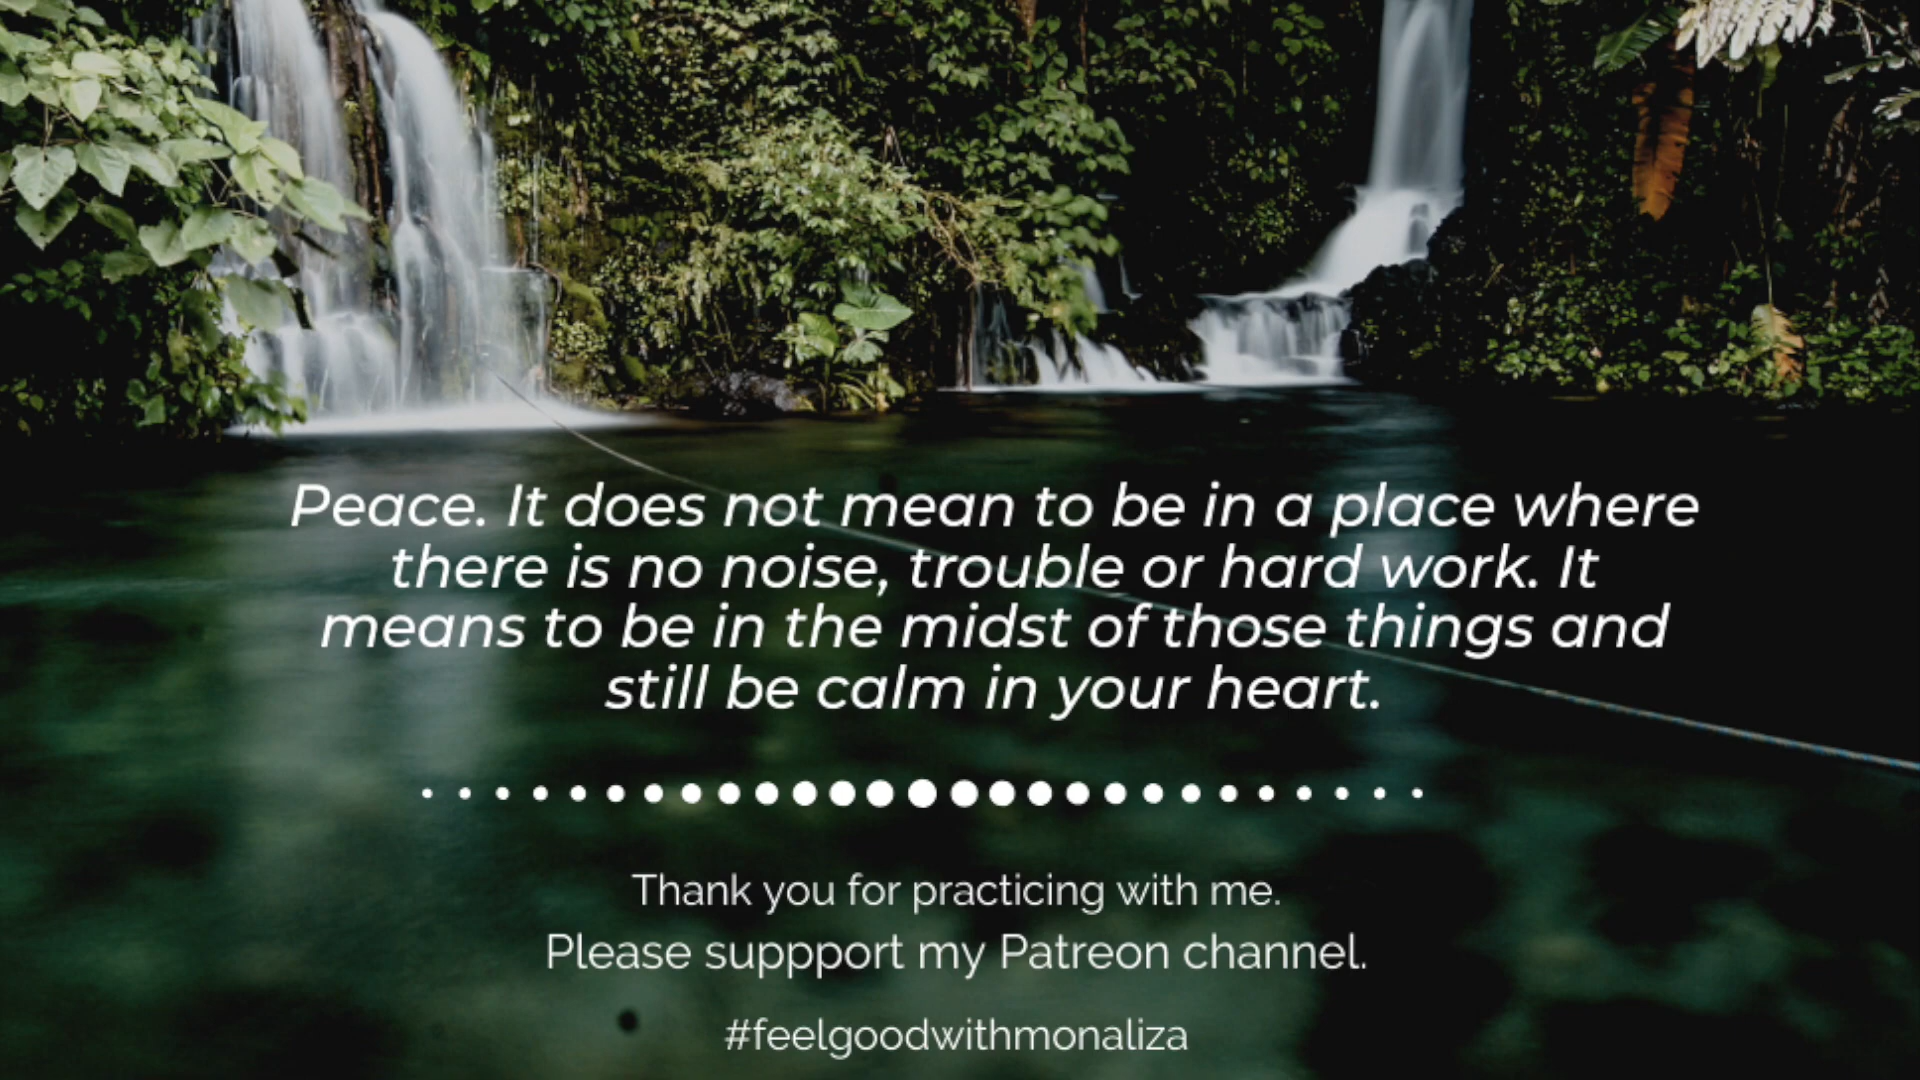 Peace. It does not mean to be in a place where
there is no noise, trouble or hard work. It
means to be in the midst of those things and
still be calm in your heart.
Thank you for practicing with me.
Please suppport my Patreon channel.
#feelgoodwithmonaliza